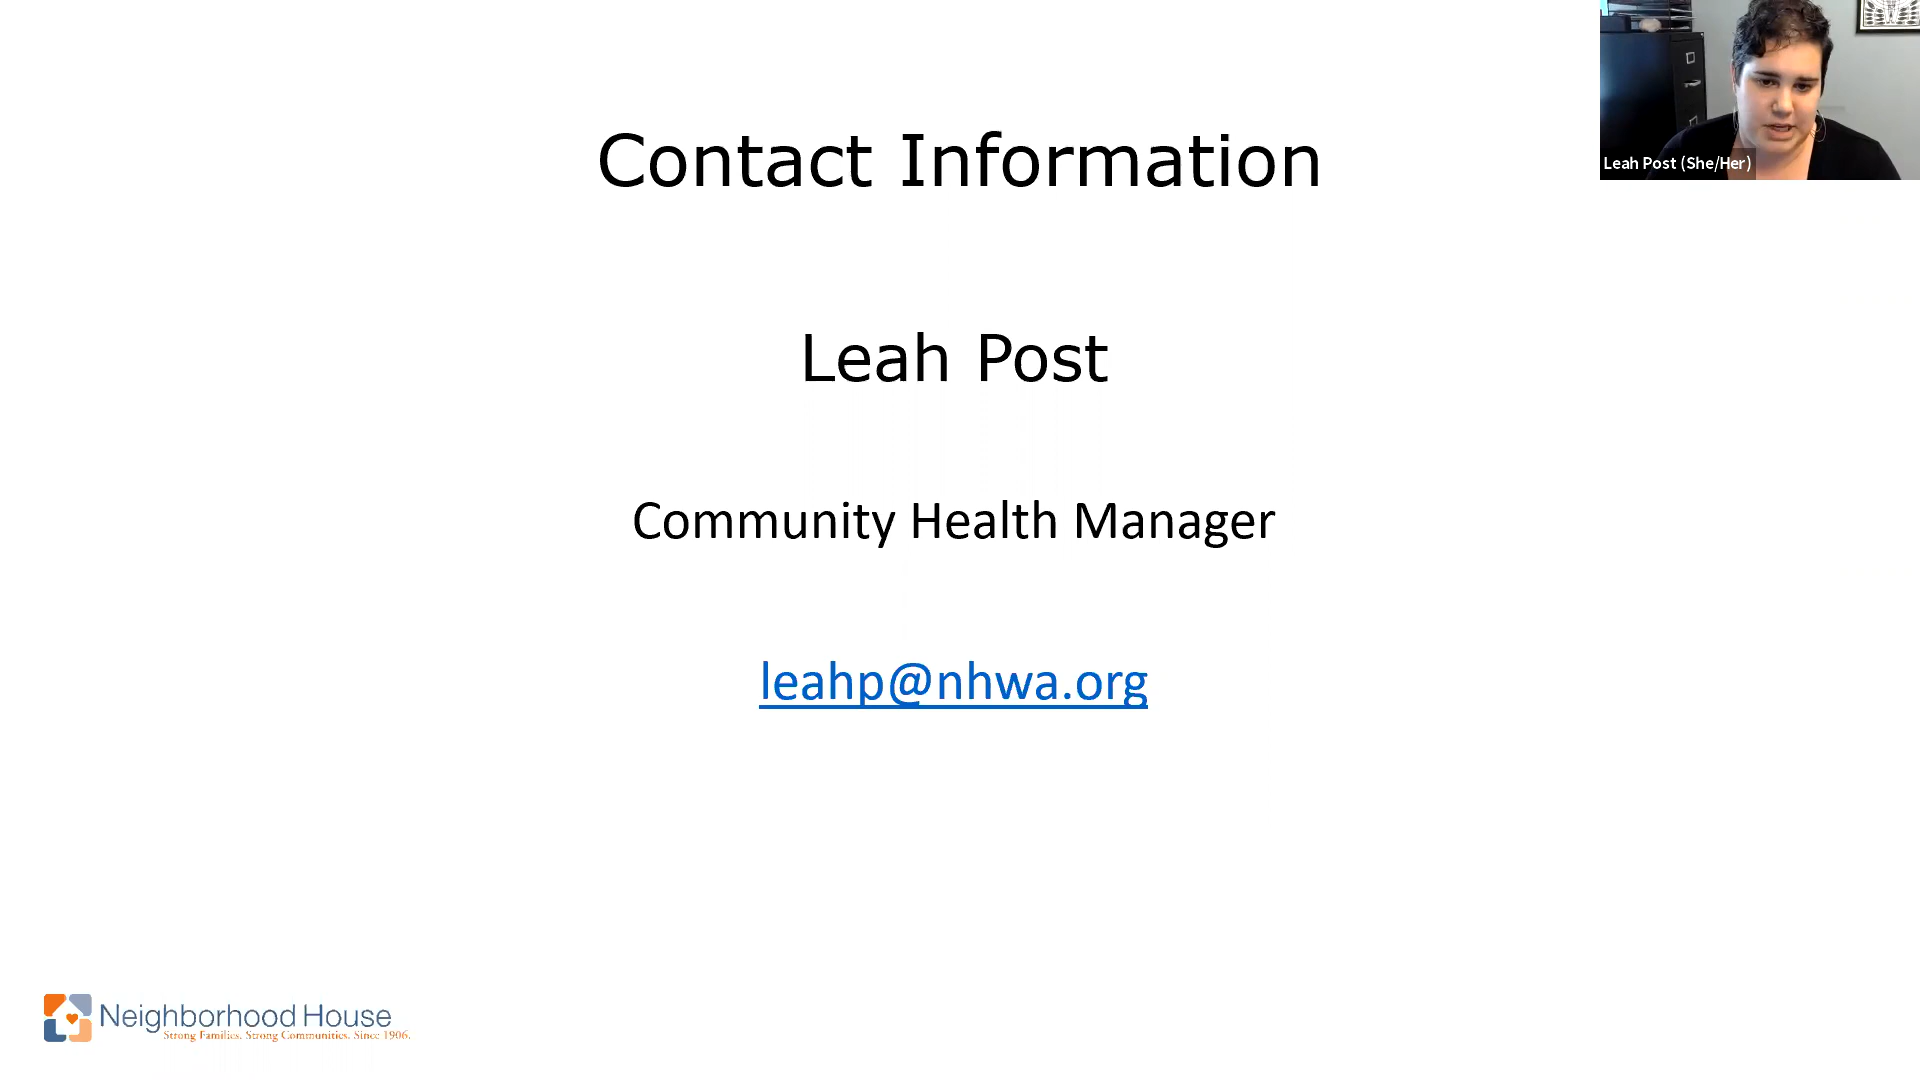 Leah Post (She/Her)
Contact Information
Leah Post
Community Health Manager
leahp@nhwa.org
Neighborhood House
Strong Families. Strong Communities. Since 1906.